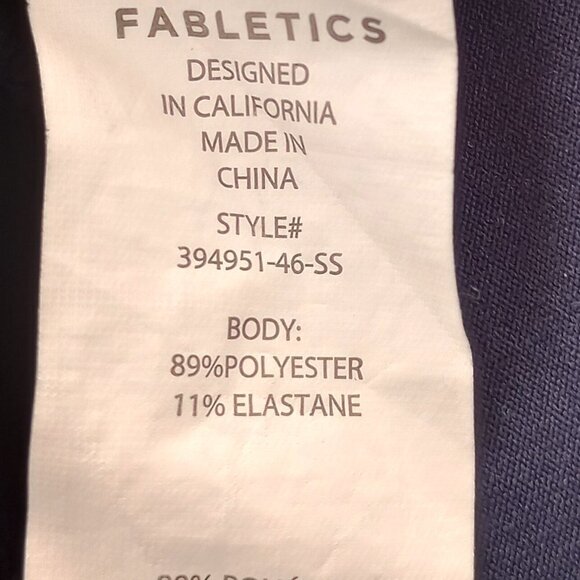 FABLETICS
DESIGNED
IN CALIFORNIA
MADE IN
CHINA
STYLE#
394951-46-SS
BODY:
89%POLYESTER
11% ELASTANE